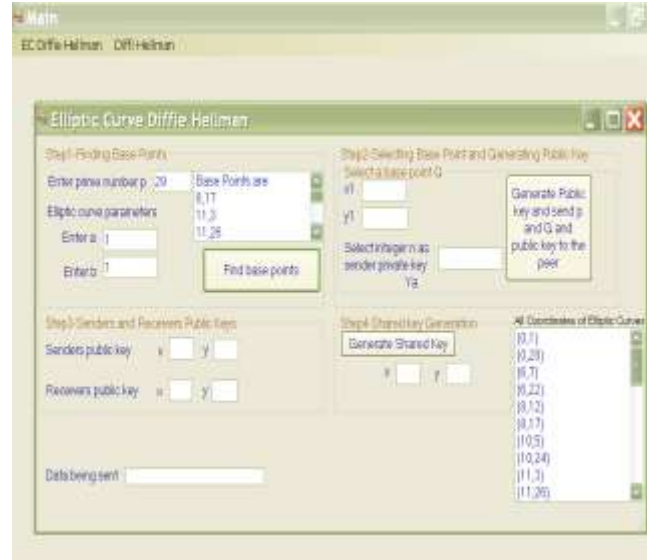 Main
EC Diffie Hellman Diffi Hellman
Elliptic Curve Diffie Hellman
Step1-Finding Base Points
Enter prime number p 29
Base Points are
8,17
11,3
11,26
Elliptic curve parameters
Enter a 1
Enter b 1
Find base points
Step2-Selecting Base Point and Generating Public Key
Select a base point G
x1
y1
Select integer n as
sender private key
Ya
Generate Public
key and send p
and G and
public key to the
peer
Step3-Senders and Receivers Public Keys
Senders public key x y
Receivers public key x y
Step4-Shared key Generation
Generate Shared Key
x y
All Coordinates of Elliptic Curves
(0,1)
(0,28)
(6,7)
(6,22)
(8,12)
(8,17)
(10,5)
(10,24)
(11,3)
(11,26)
Data being sent